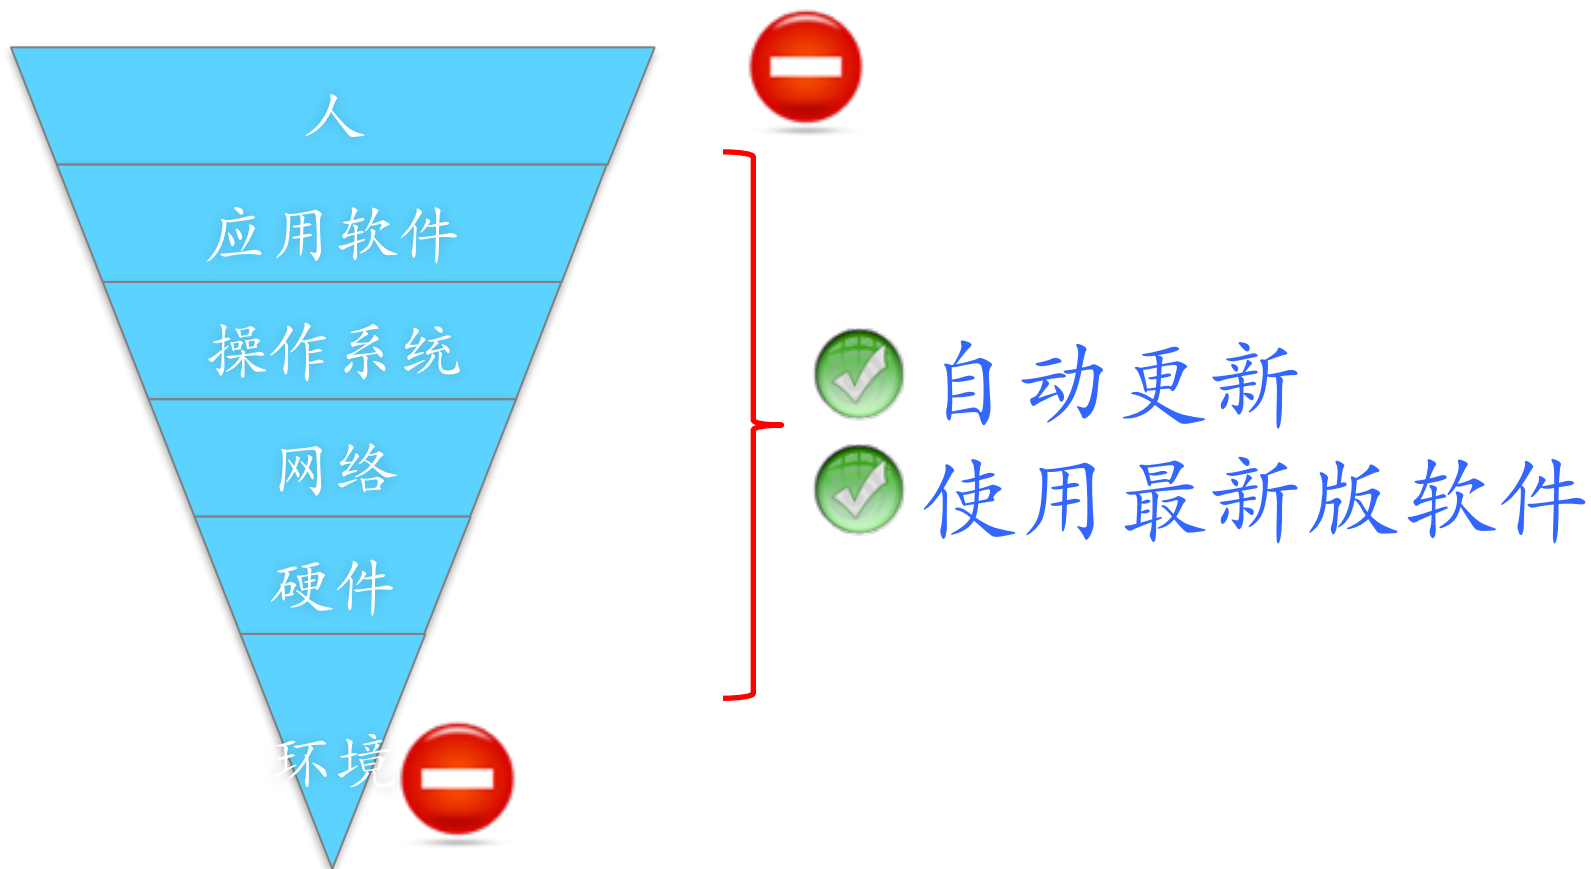 人
应用软件
操作系统
网络
硬件
环境
自动更新
使用最新版软件